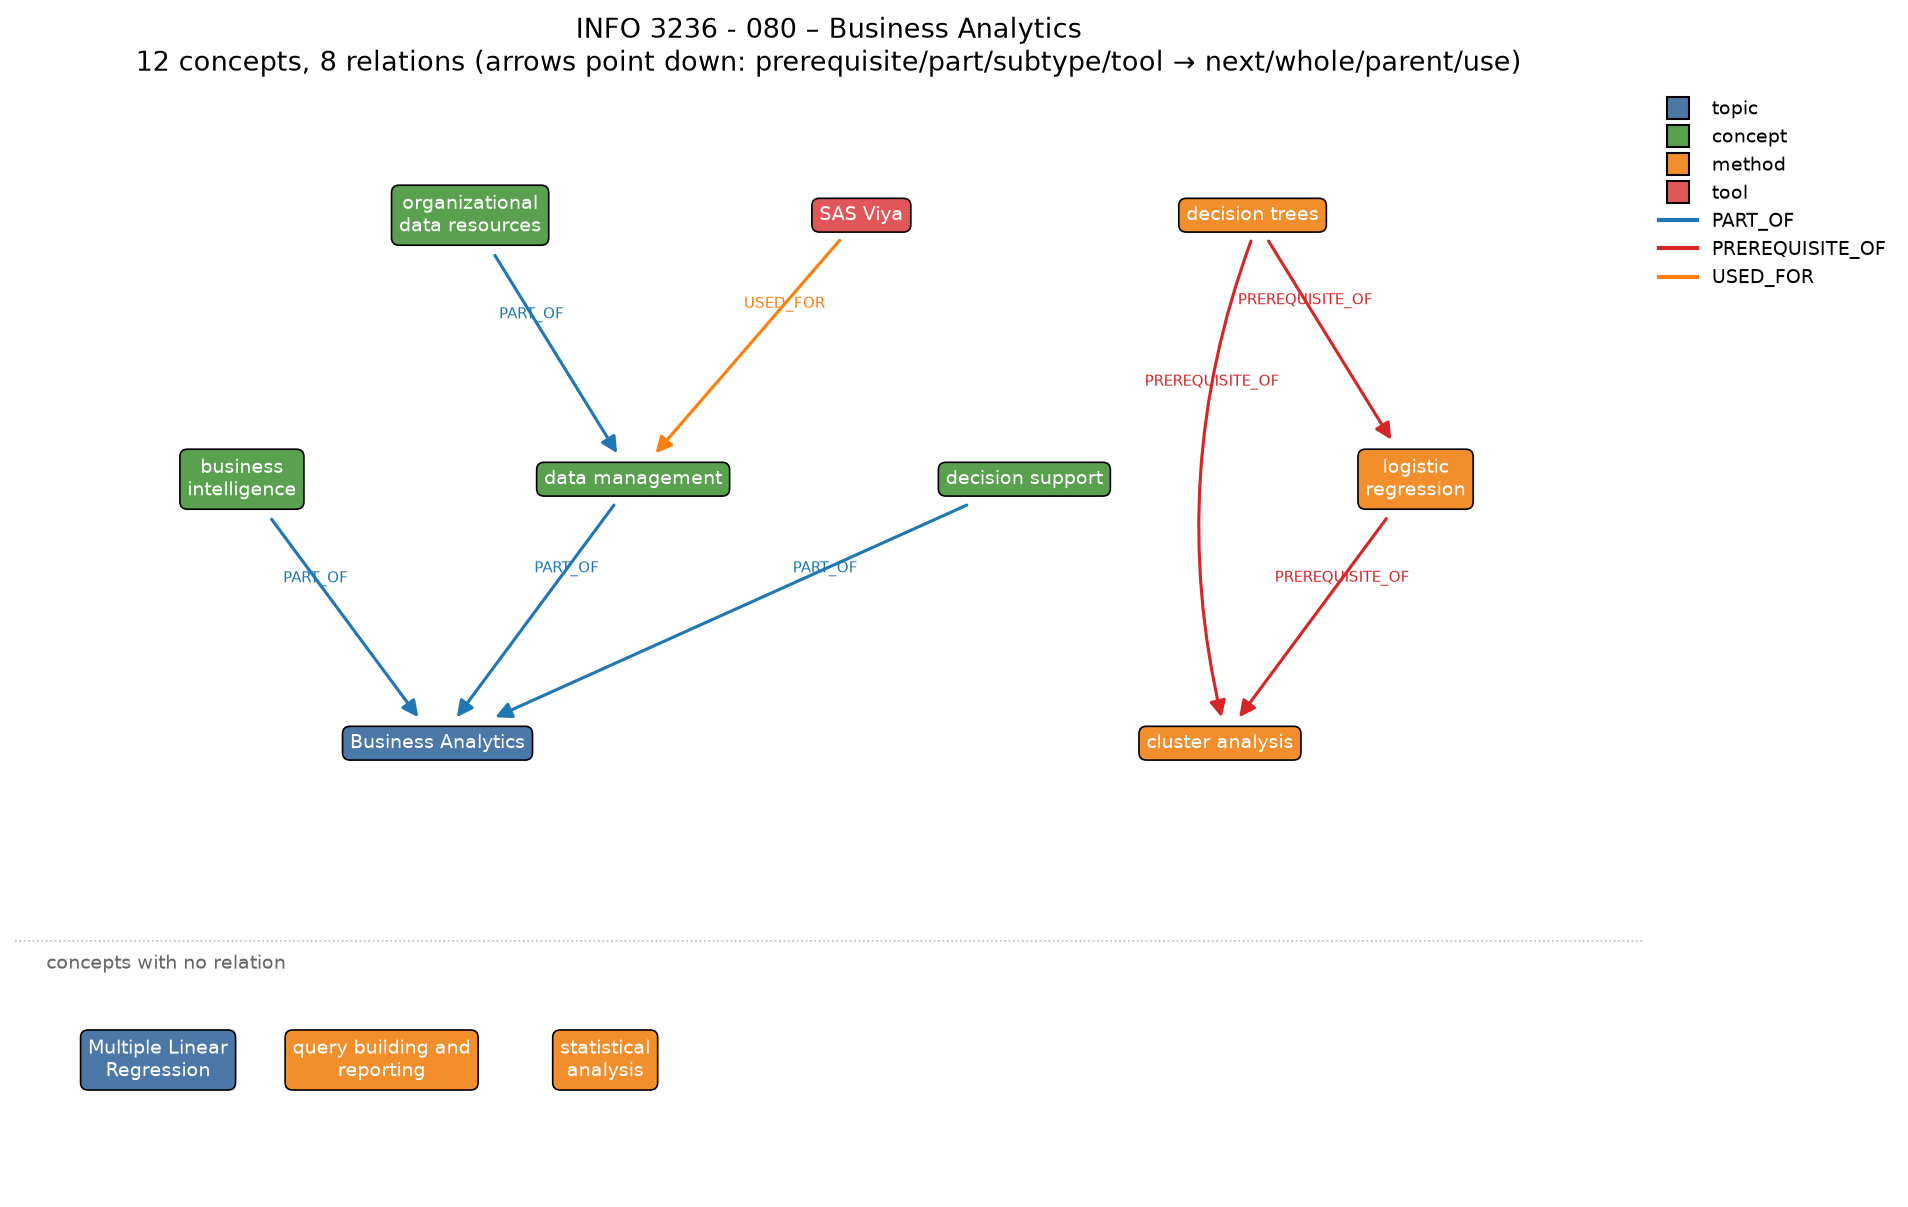 INFO 3236 - 080 – Business Analytics
12 concepts, 8 relations (arrows point down: prerequisite/part/subtype/tool → next/whole/parent/use)
topic
concept
method
tool
PART_OF
PREREQUISITE_OF
USED_FOR
organizational
data resources
SAS Viya
decision trees
PART_OF
USED_FOR
PREREQUISITE_OF
PREREQUISITE_OF
business
intelligence
data management
decision support
logistic
regression
PART_OF
PART_OF
PART_OF
PREREQUISITE_OF
Business Analytics
cluster analysis
concepts with no relation
Multiple Linear
Regression
query building and
reporting
statistical
analysis